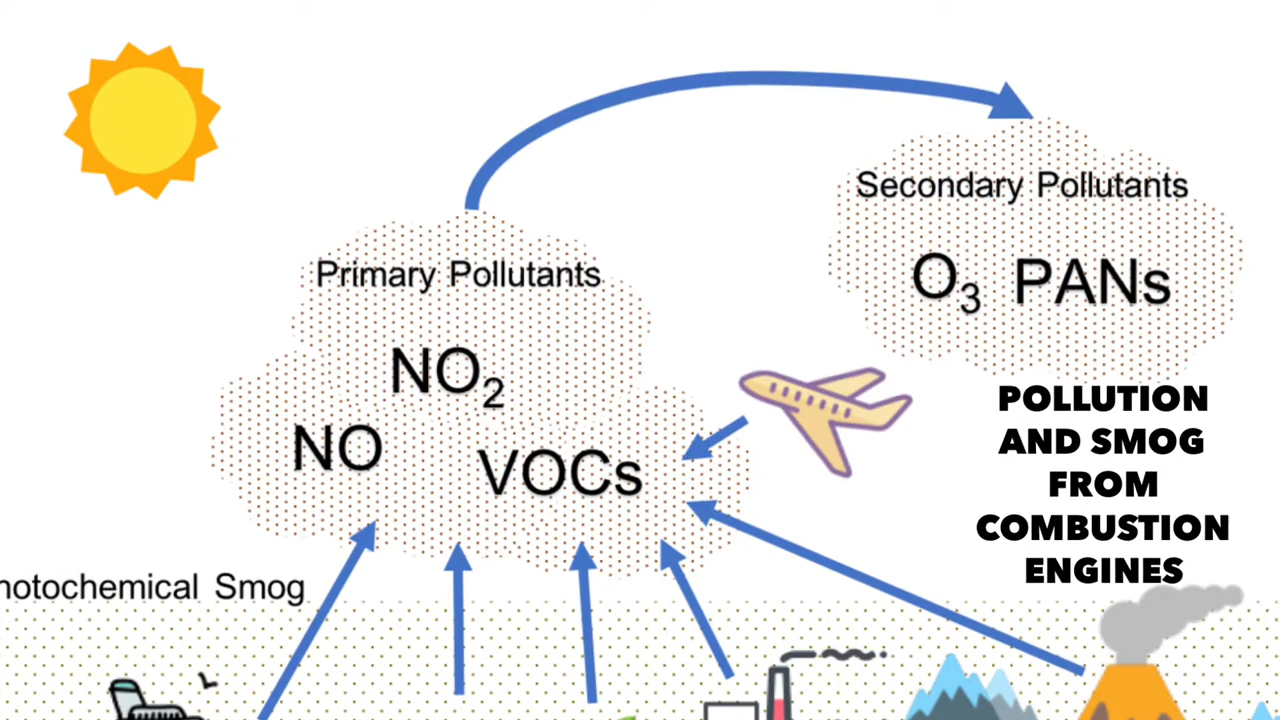 Secondary Pollutants
O3 PANs
Primary Pollutants
NO2
NO
VOCs
POLLUTION
AND SMOG
FROM
COMBUSTION
ENGINES
hotochemical Smog